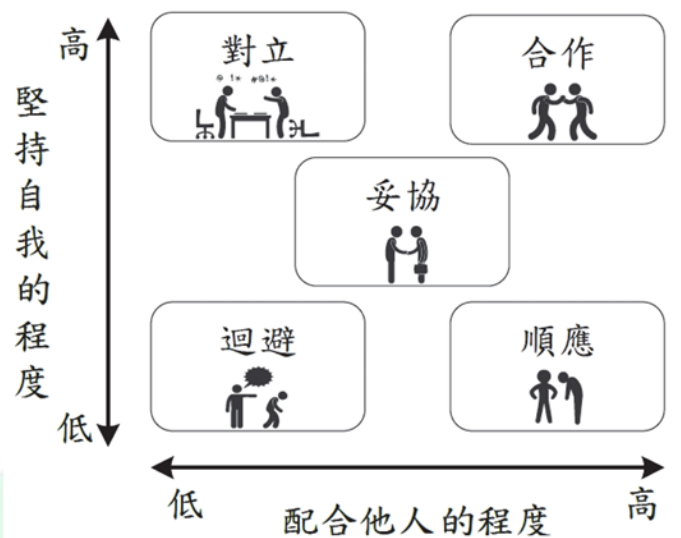 高
堅持自我的程度
低
對立
合作
妥協
迴避
順應
低
配合他人的程度
高